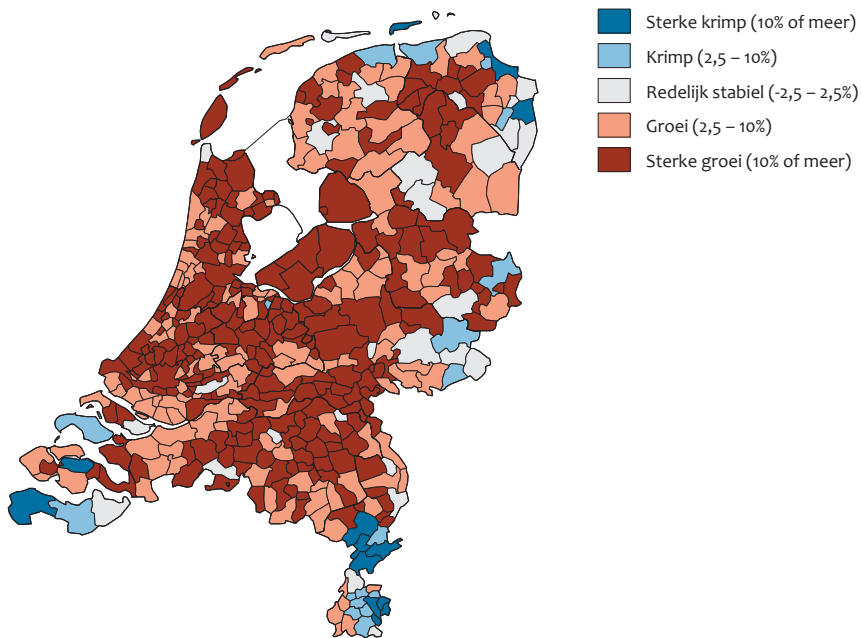 Sterke krimp (10% of meer)
Krimp (2,5 – 10%)
Redelijk stabiel (-2,5 – 2,5%)
Groei (2,5 – 10%)
Sterke groei (10% of meer)